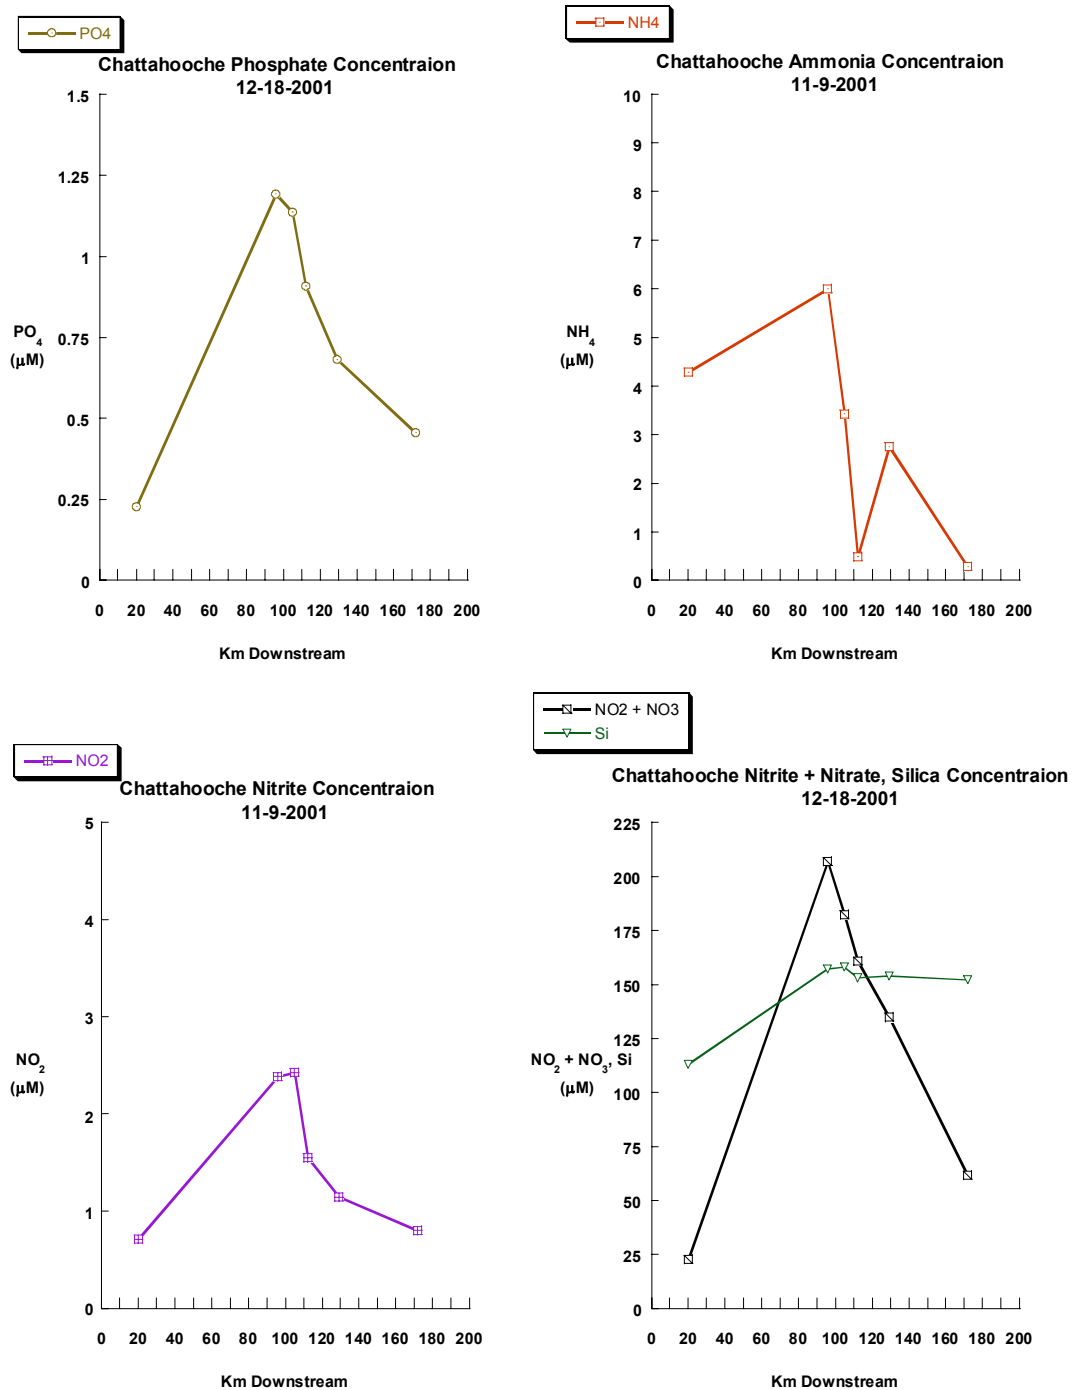 PO4
Chattahooche Phosphate Concentraion
12-18-2001
1.5
1.25
1
0.75
0.5
0.25
0
PO4
(µM)
0 20 40 60 80 100 120 140 160 180 200
Km Downstream
NH4
Chattahooche Ammonia Concentraion
11-9-2001
10
9
8
7
6
5
4
3
2
1
0
NH4
(µM)
0 20 40 60 80 100 120 140 160 180 200
Km Downstream
NO2
Chattahooche Nitrite Concentraion
11-9-2001
5
4
3
2
1
0
NO2
(µM)
0 20 40 60 80 100 120 140 160 180 200
Km Downstream
NO2 + NO3
Si
Chattahooche Nitrite + Nitrate, Silica Concentraion
12-18-2001
225
200
175
150
125
100
75
50
25
0
NO2 + NO3, Si
(µM)
0 20 40 60 80 100 120 140 160 180 200
Km Downstream